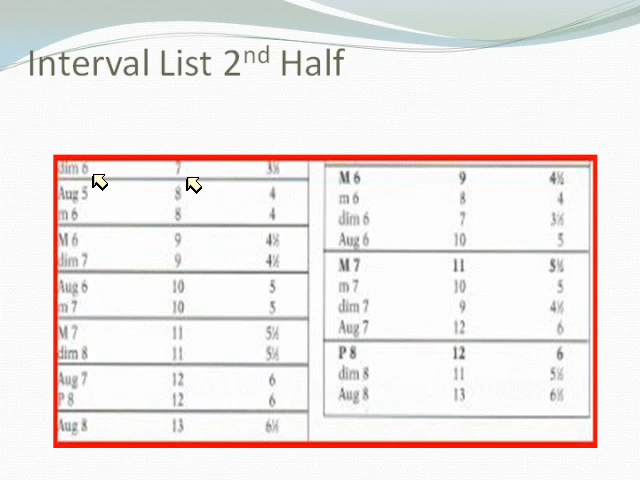 Interval List 2nd Half
dim 6 7 3½
Aug 5 8 4
m 6 8 4
M 6 9 4½
dim 7 9 4½
Aug 6 10 5
m 7 10 5
M 7 11 5½
dim 8 11 5½
Aug 7 12 6
P 8 12 6
Aug 8 13 6½
M 6 9 4½
m 6 8 4
dim 6 7 3½
Aug 6 10 5
M 7 11 5½
m 7 10 5
dim 7 9 4½
Aug 7 12 6
P 8 12 6
dim 8 11 5½
Aug 8 13 6½